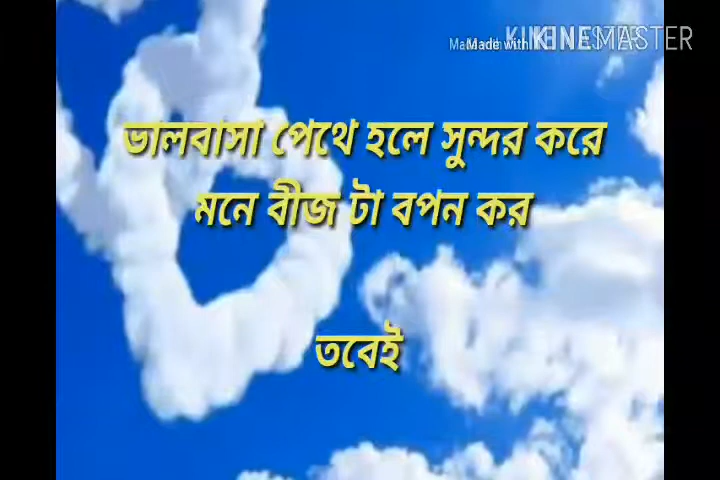 Made with KINEMASTER
ভালবাসা পেথে হলে সুন্দর করে
মনে বীজ টা বপন কর
তবেই